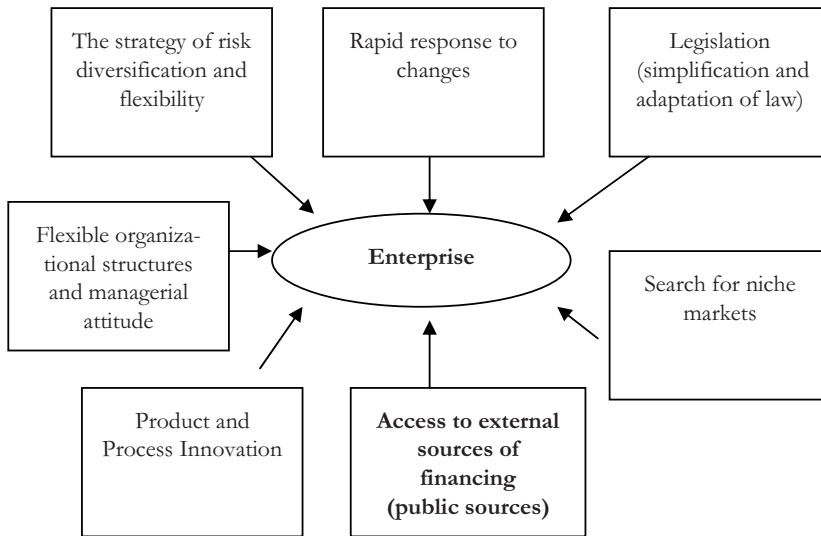 The strategy of risk
diversification and
flexibility
Rapid response to
changes
Legislation
(simplification and
adaptation of law)
Flexible organiza-
tional structures
and managerial
attitude
Enterprise
Search for niche
markets
Product and
Process Innovation
Access to external
sources of
financing
(public sources)